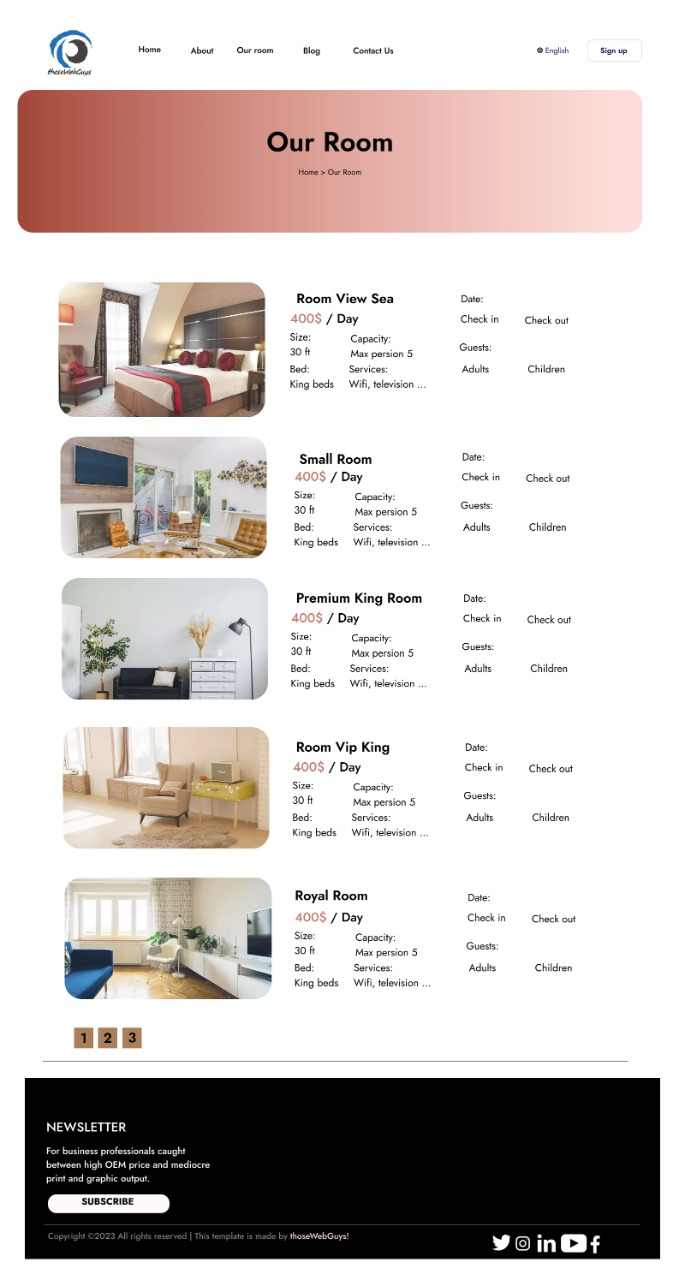 thoseWebGuys
Home About Our room Blog Contact Us English Sign up
Our Room
Home > Our Room
Room View Sea
400$ / Day
Size: Capacity:
30 ft Max persion 5
Bed: Services:
King beds Wifi, television ...
Date:
Check in Check out
Guests:
Adults Children
Small Room
400$ / Day
Size: Capacity:
30 ft Max persion 5
Bed: Services:
King beds Wifi, television ...
Date:
Check in Check out
Guests:
Adults Children
Premium King Room
400$ / Day
Size: Capacity:
30 ft Max persion 5
Bed: Services:
King beds Wifi, television ...
Date:
Check in Check out
Guests:
Adults Children
Room Vip King
400$ / Day
Size: Capacity:
30 ft Max persion 5
Bed: Services:
King beds Wifi, television ...
Date:
Check in Check out
Guests:
Adults Children
Royal Room
400$ / Day
Size: Capacity:
30 ft Max persion 5
Bed: Services:
King beds Wifi, television ...
Date:
Check in Check out
Guests:
Adults Children
1 2 3
NEWSLETTER
For business professionals caught
between high OEM price and mediocre
print and graphic output.
SUBSCRIBE
Copyright ©2023 All rights reserved | This template is made by thoseWebGuys!